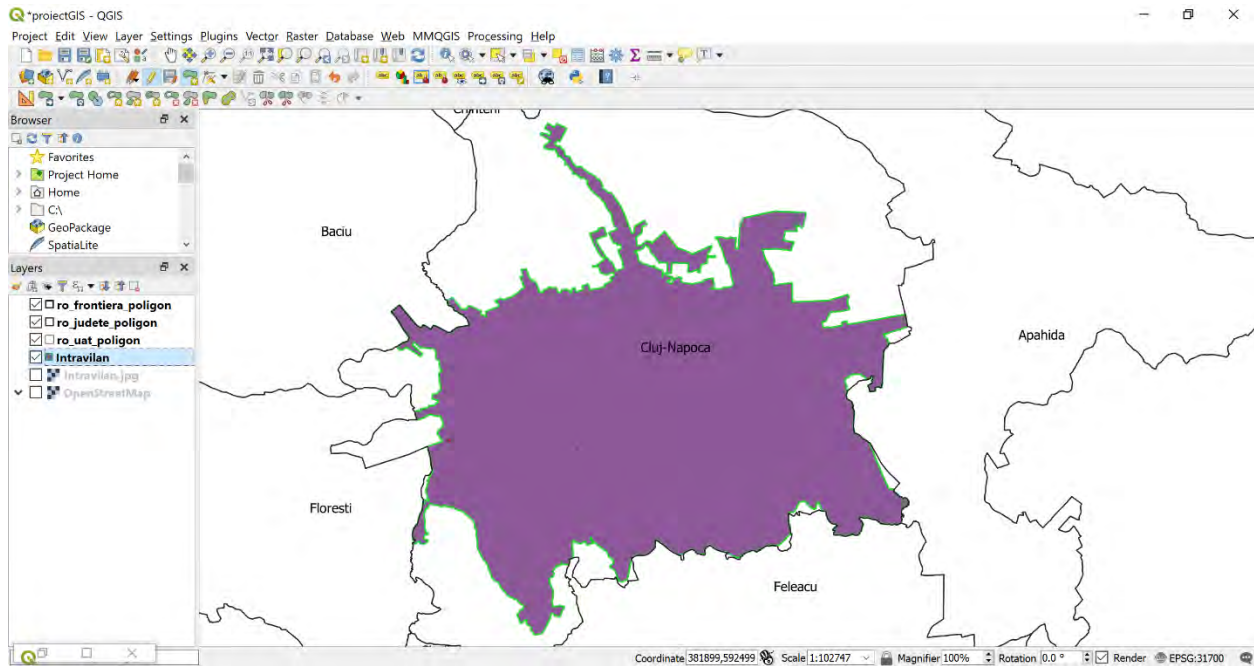 *proiectGIS - QGIS
Project Edit View Layer Settings Plugins Vector Raster Database Web MMQGIS Processing Help
Browser
Favorites
Project Home
Home
C:\
GeoPackage
SpatiaLite
Layers
ro_frontiera_poligon
ro_judete_poligon
ro_uat_poligon
Intravilan
Intravilan.jpg
OpenStreetMap
Chinteni
Baciu
Cluj-Napoca
Apahida
Floresti
Feleacu
Coordinate 381899,592499 Scale 1:102747 Magnifier 100% Rotation 0.0 ° Render EPSG:31700